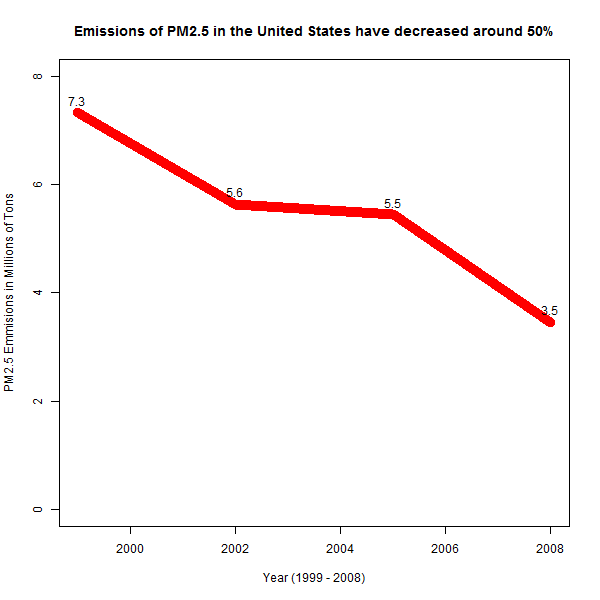 Emissions of PM2.5 in the United States have decreased around 50%
PM2.5 Emmisions in Millions of Tons
8
6
4
2
0
7.3
5.6
5.5
3.5
2000 2002 2004 2006 2008
Year (1999 - 2008)